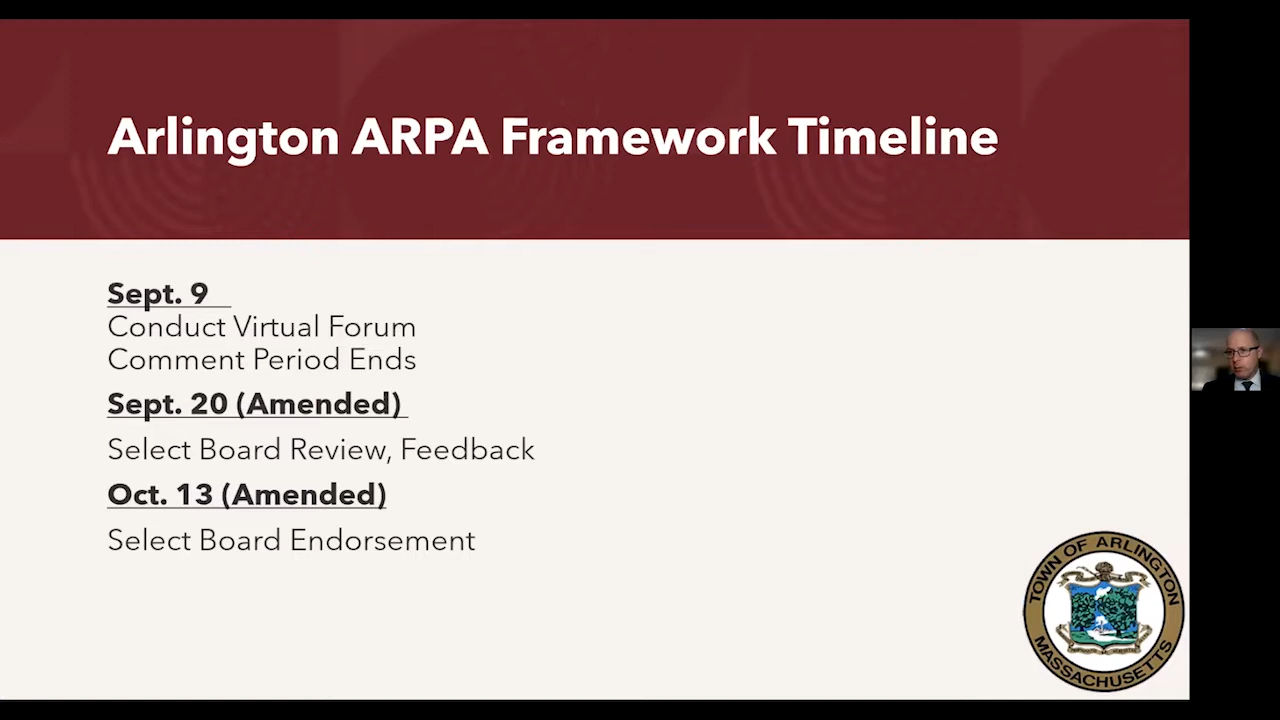 Arlington ARPA Framework Timeline
Sept. 9
Conduct Virtual Forum
Comment Period Ends
Sept. 20 (Amended)
Select Board Review, Feedback
Oct. 13 (Amended)
Select Board Endorsement
TOWN OF ARLINGTON
MASSACHUSETTS